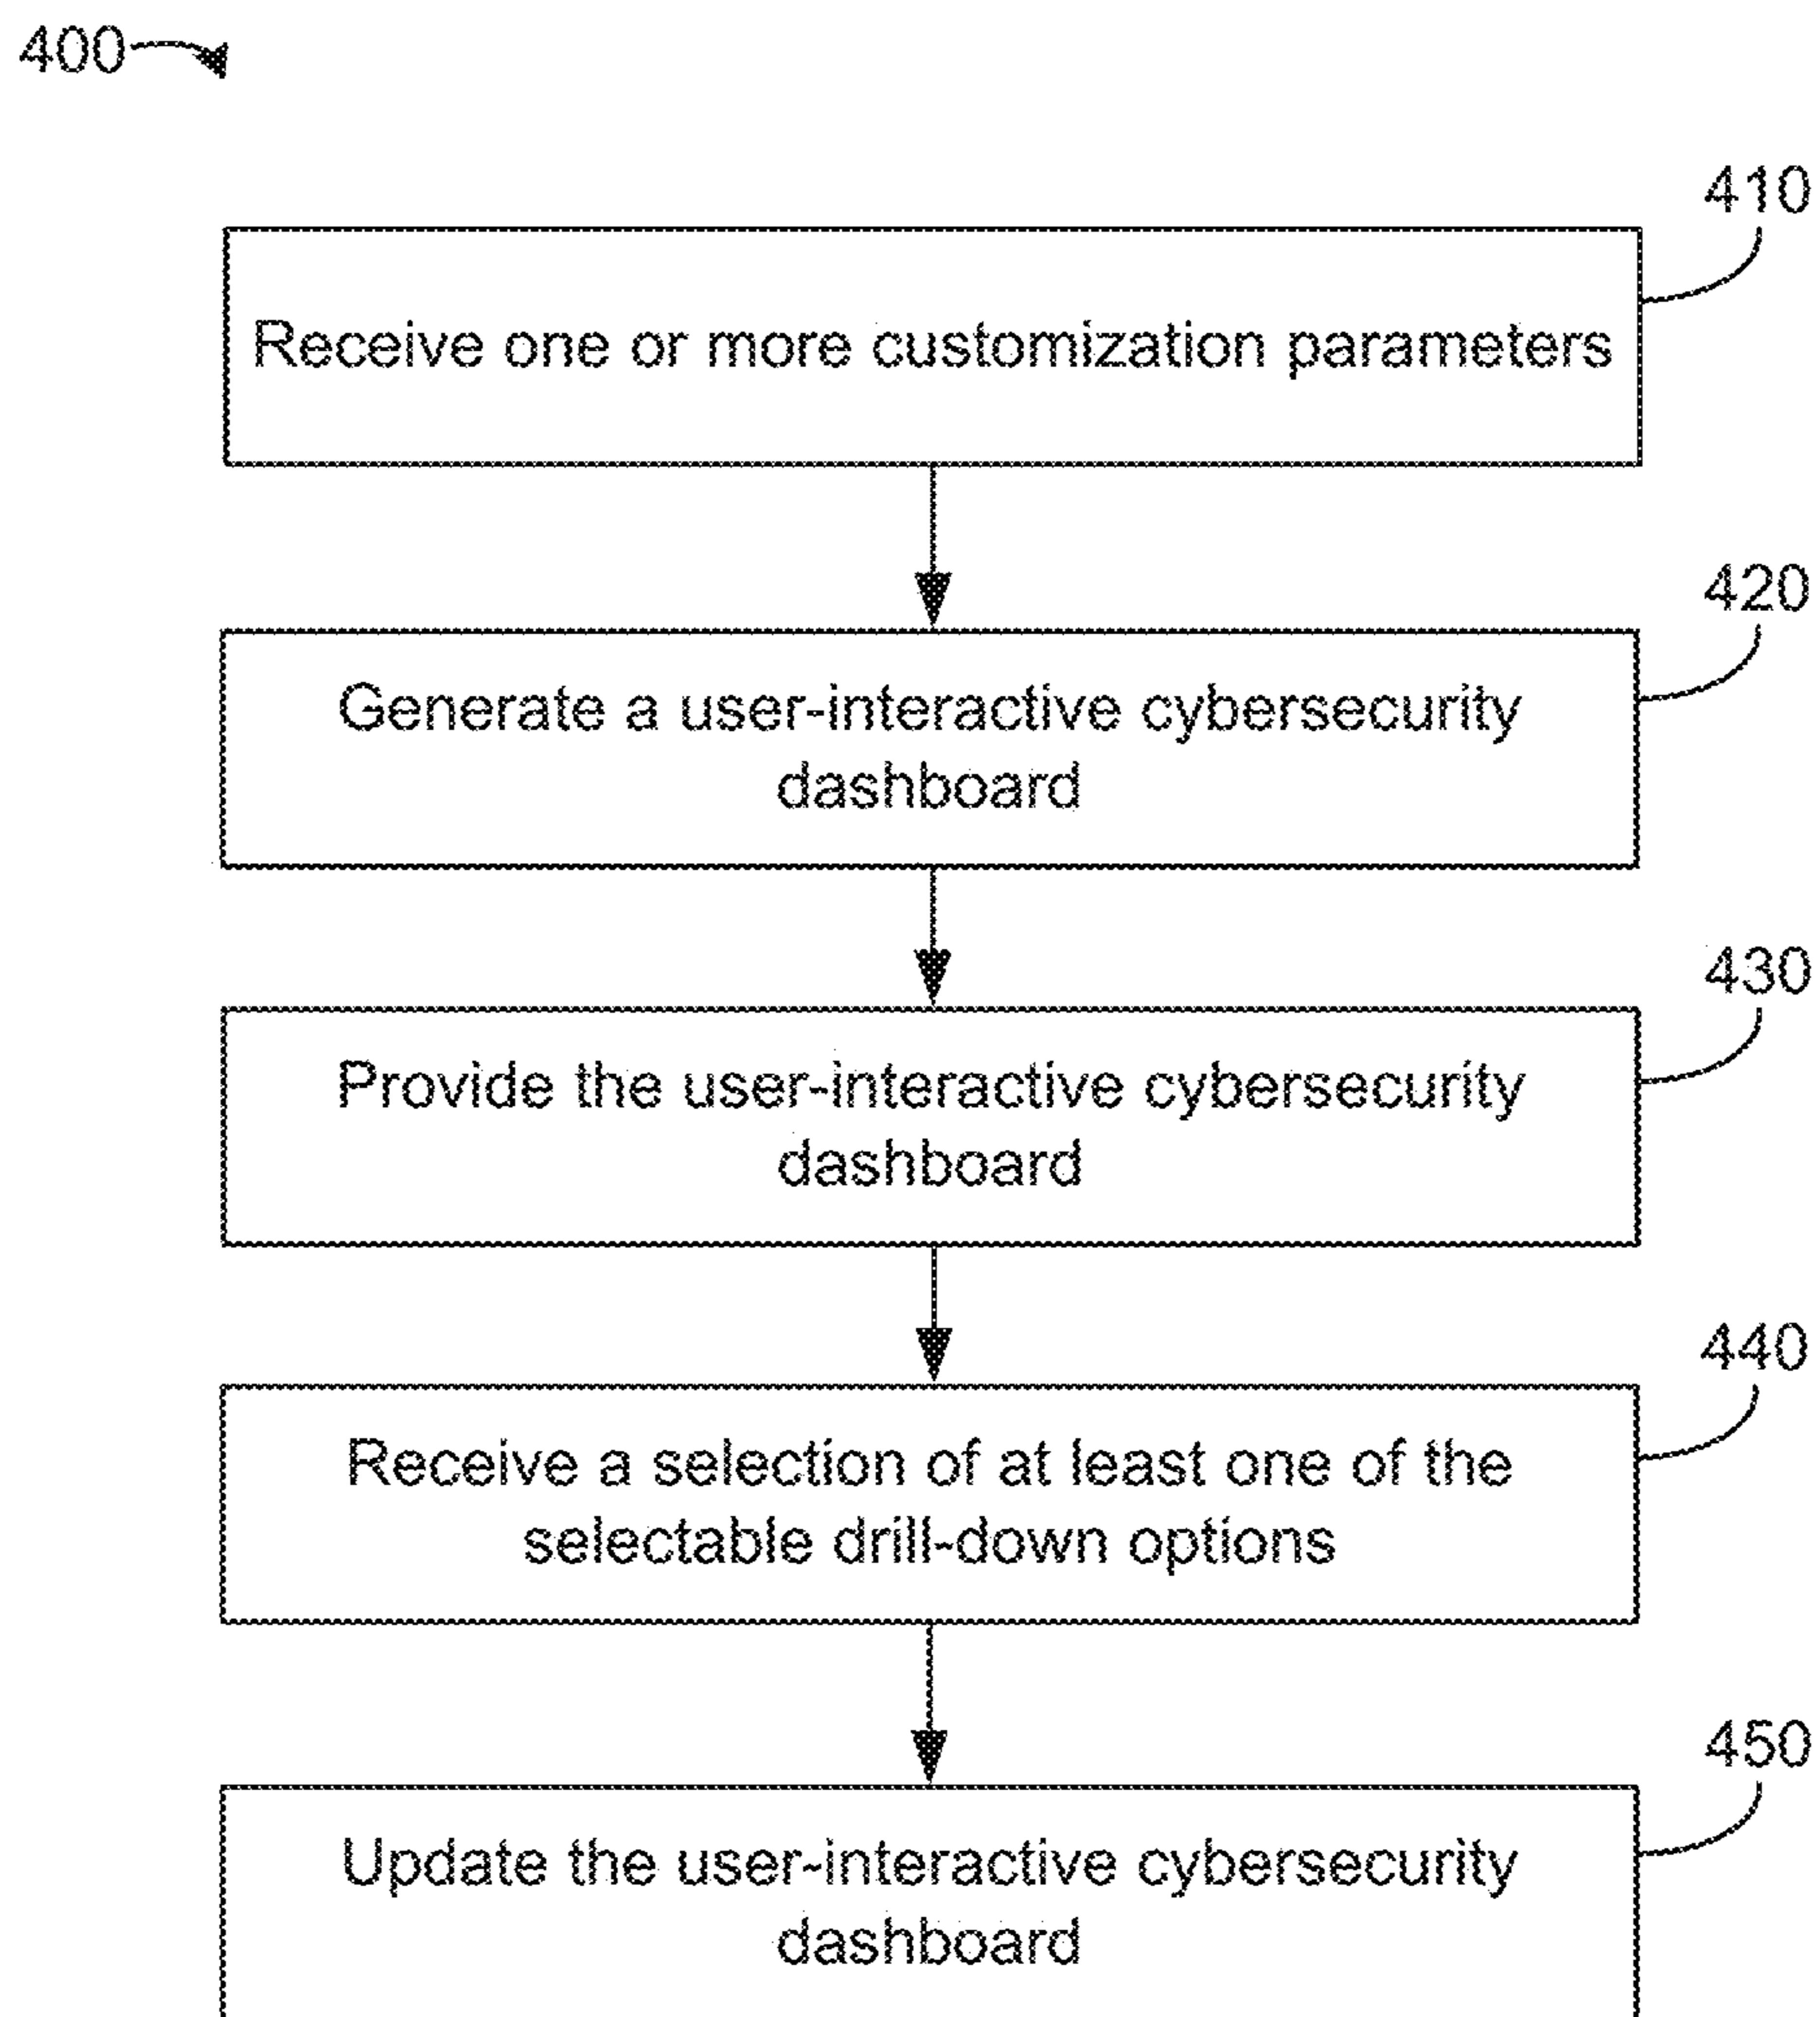 400
410
Receive one or more customization parameters
420
Generate a user-interactive cybersecurity
dashboard
430
Provide the user-interactive cybersecurity
dashboard
440
Receive a selection of at least one of the
selectable drill-down options
450
Update the user-interactive cybersecurity
dashboard